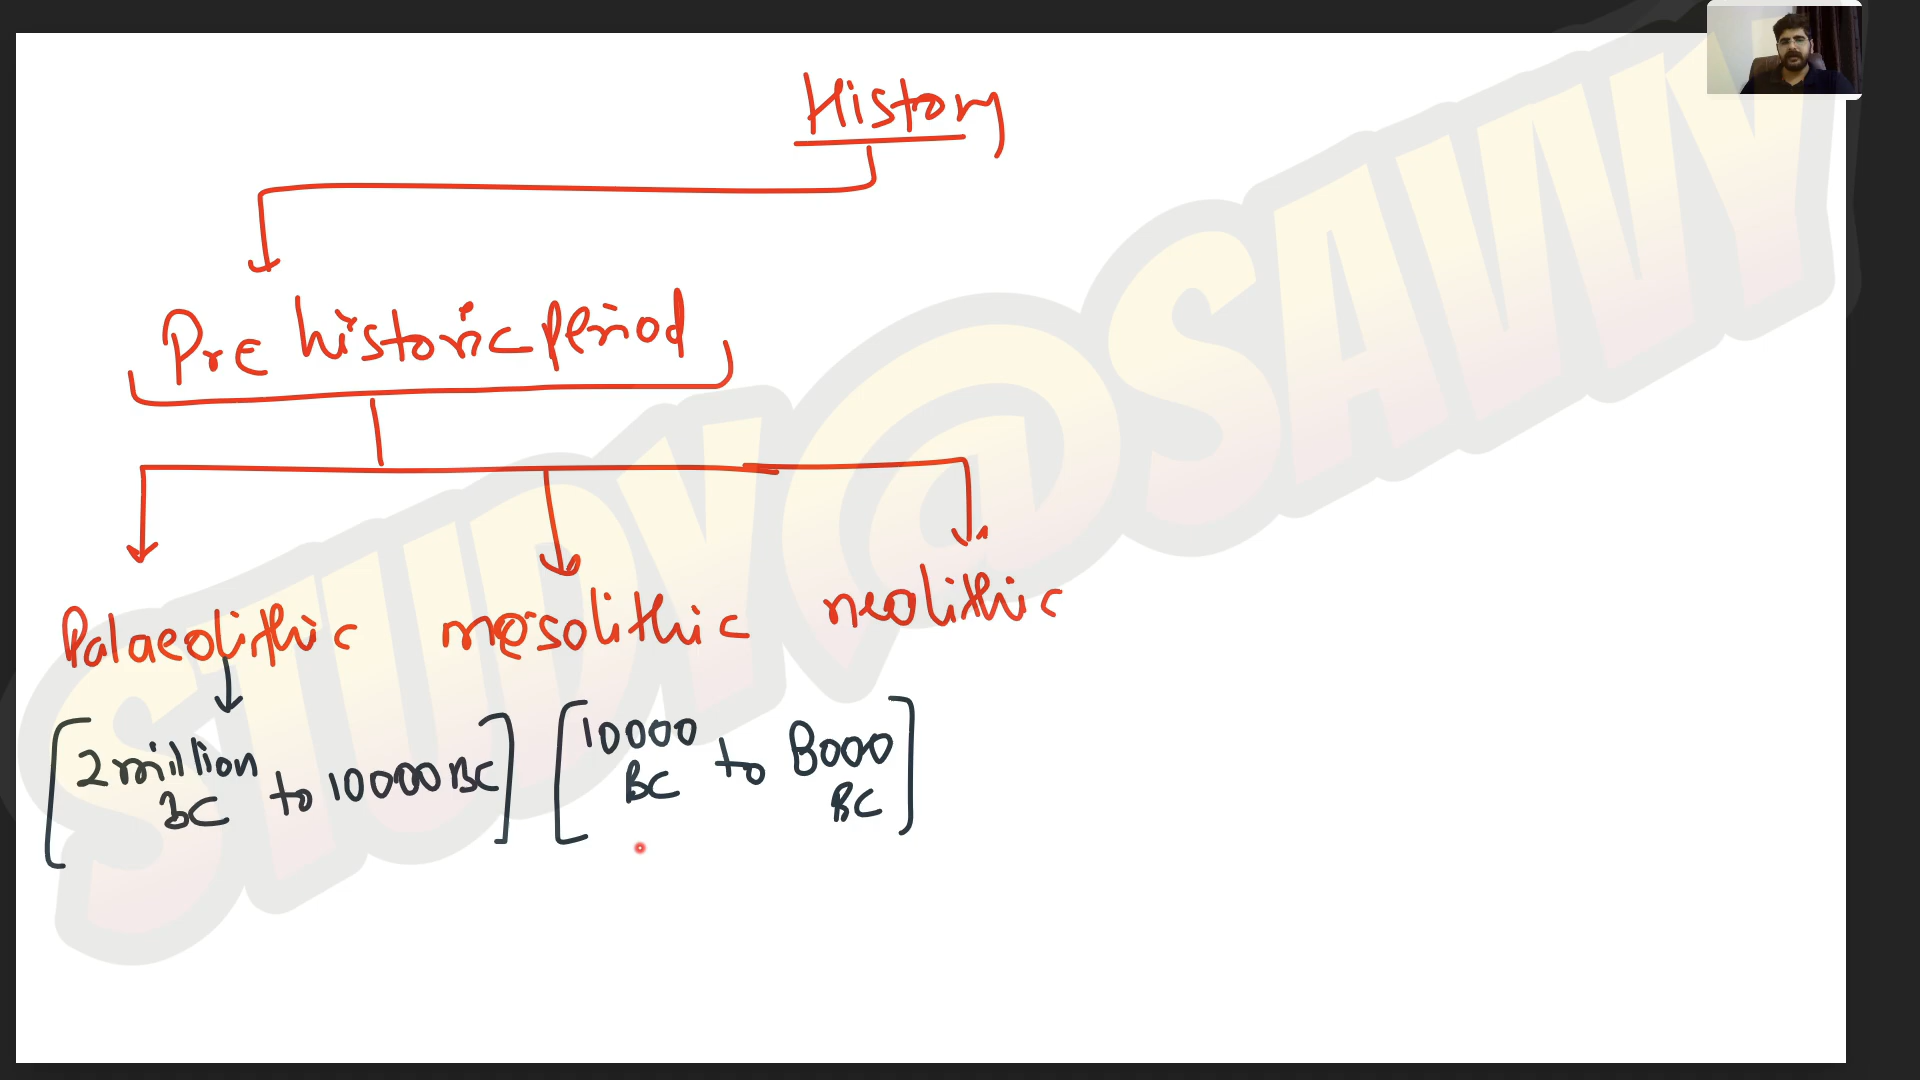 History
Pre historic period
Palaeolithic mesolithic neolithic
2 million BC to 10000 BC
10000 BC to 8000 BC
STUDY@SAVVY